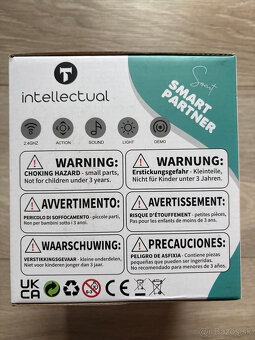 intellectual
Smart
SMART
PARTNER
2.4GHZ
ACTION
SOUND
LIGHT
DEMO
WARNING:
CHOKING HAZARD - small parts,
Not for children under 3 years.
WARNUNG:
Erstickungsgefahr - Kleinteile,
Nicht für Kinder unter 3 Jahren.
AVVERTIMENTO:
PERICOLO DI SOFFOCAMENTO - piccole parti,
Non per bambini sotto i 3 anni.
AVERTISSEMENT:
RISQUE D'ÉTOUFFEMENT - petites pièces,
Pas pour les enfants de moins de 3 ans.
WAARSCHUWING:
VERSTIKKINGSGEVAAR - kleine onderdelen,
Niet voor kinderen jonger dan 3 jaar.
PRECAUCIONES:
PELIGRO DE ASFIXIA - Contiene piezas
pequeñas que pueden ser ingeridas.
No recomendado para menores de 3 años.
UK
CA
0-3
CE